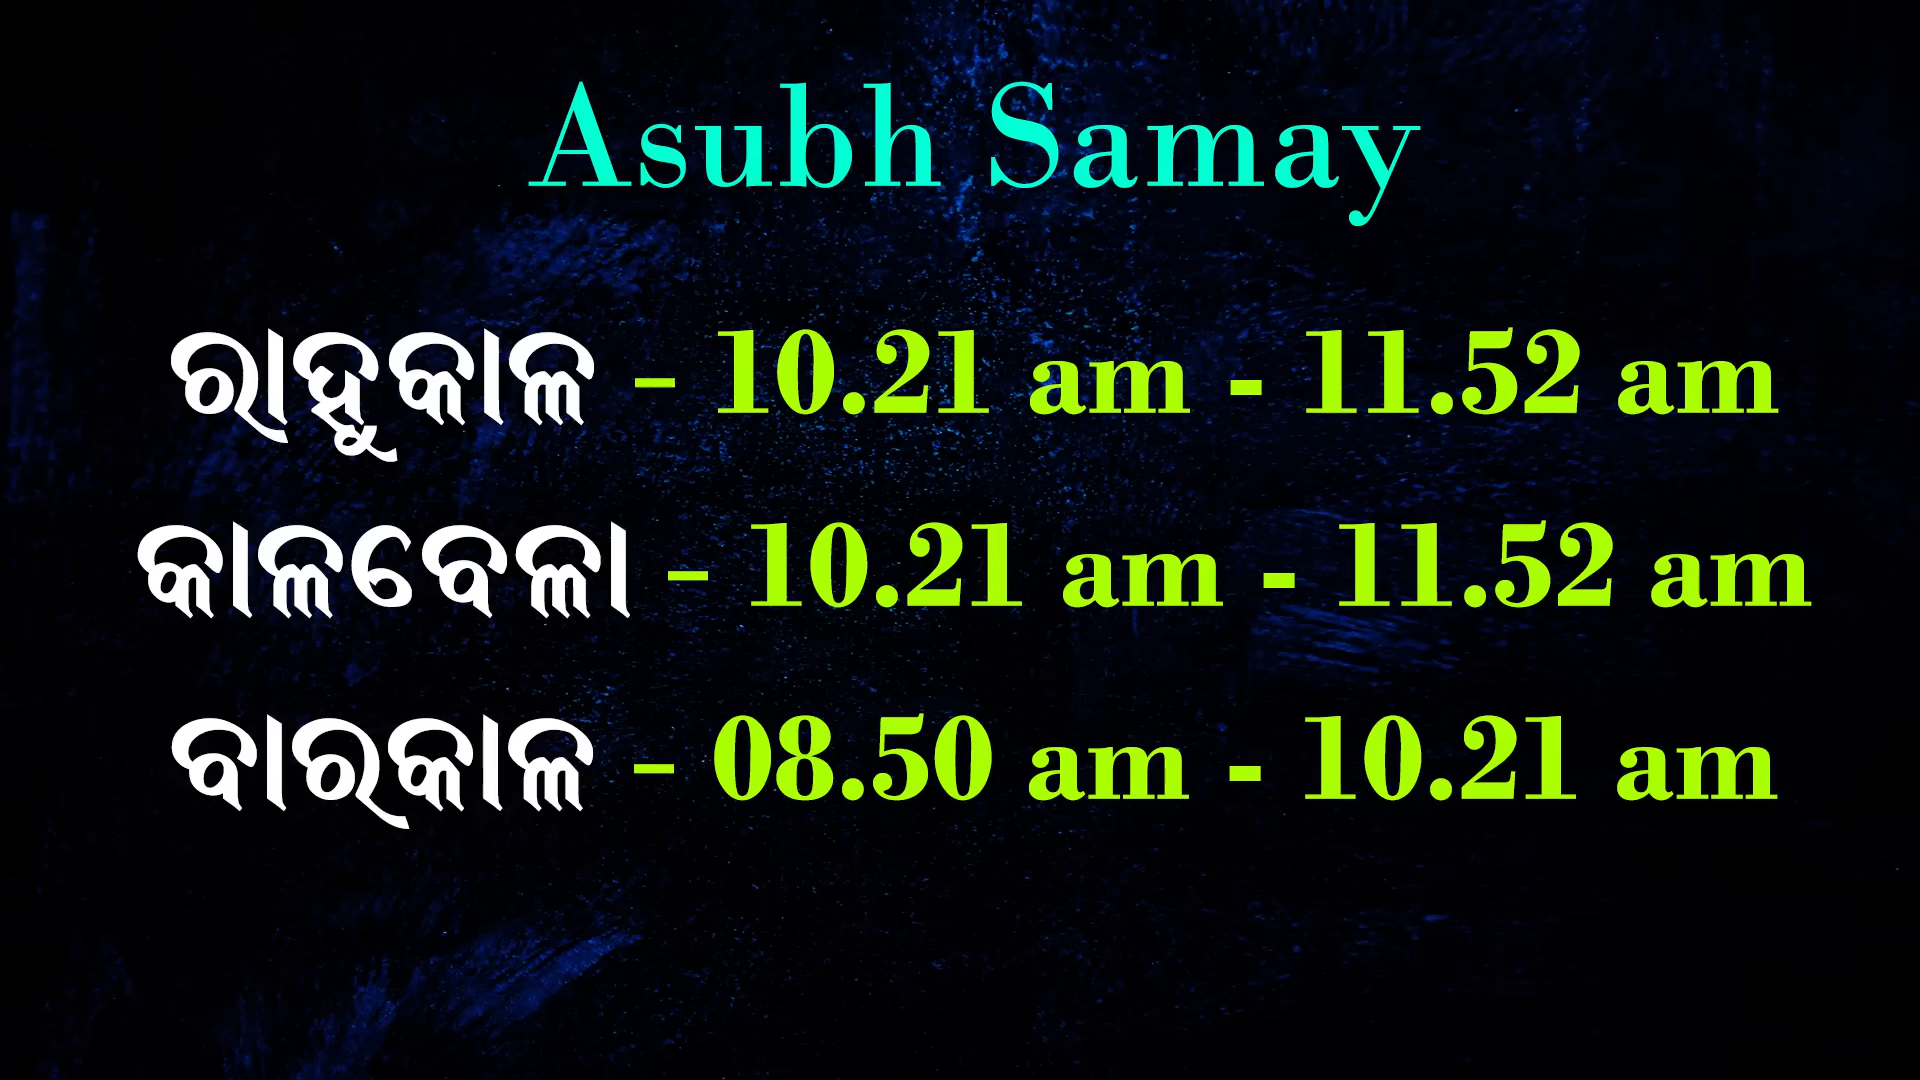 Asubh Samay
ରାହୁକାଳ - 10.21 am - 11.52 am
କାଳବେଳା - 10.21 am - 11.52 am
ବାରକାଳ - 08.50 am - 10.21 am